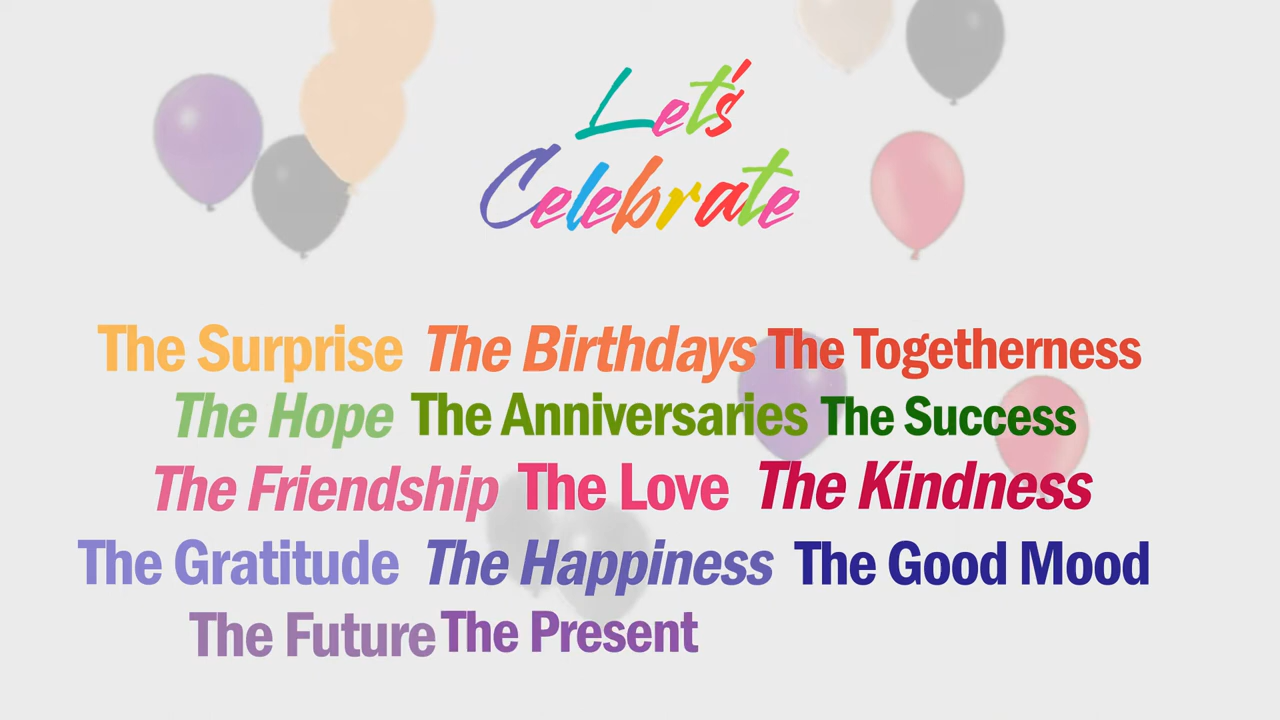 Let's
Celebrate
The Surprise The Birthdays The Togetherness
The Hope The Anniversaries The Success
The Friendship The Love The Kindness
The Gratitude The Happiness The Good Mood
The Future The Present